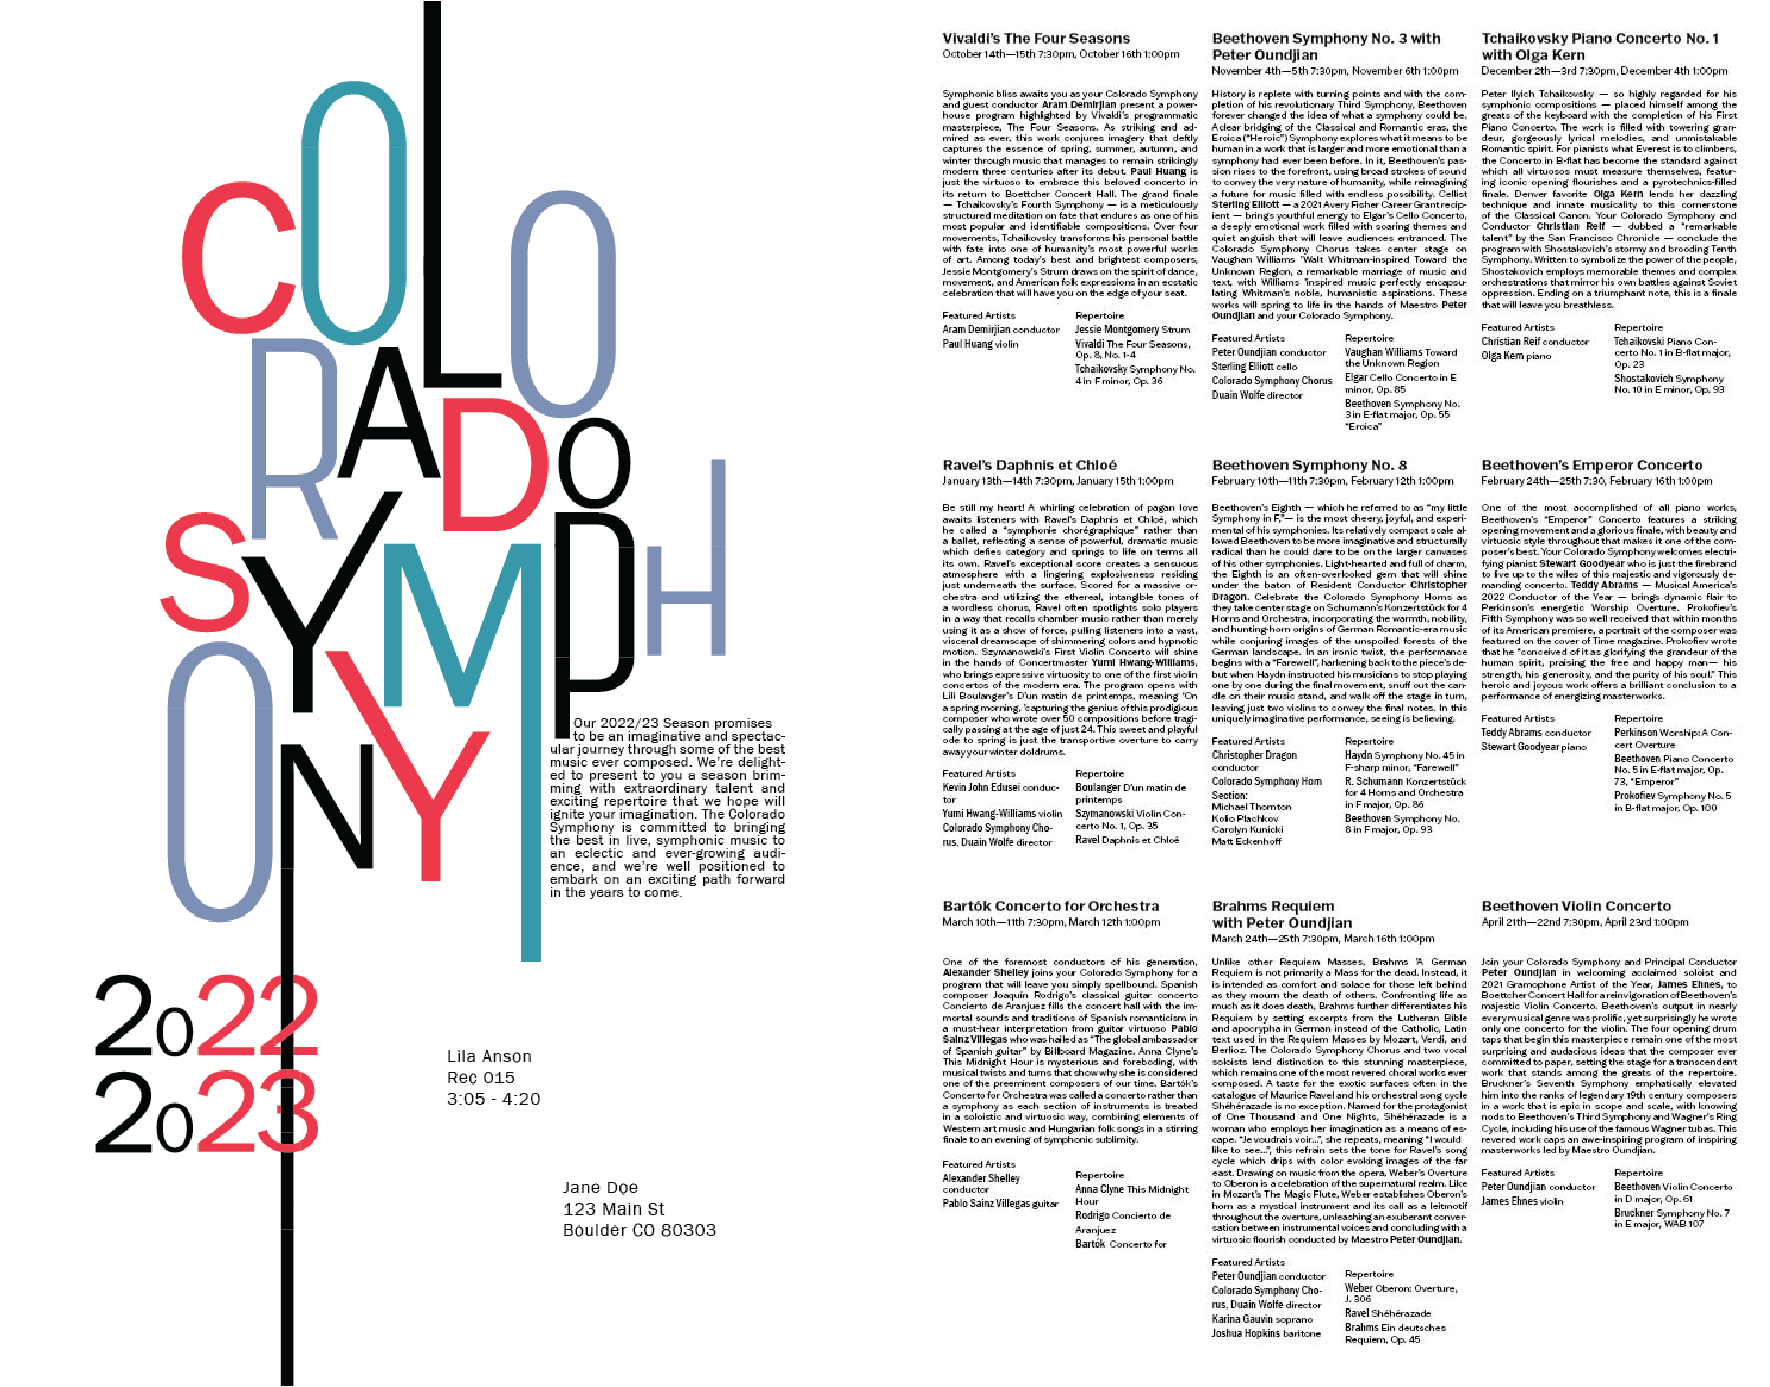 COLORADO
SYMPHONY
2022
2023
Our 2022/23 Season promises
to be an imaginative and spectac-
ular journey through some of the best
music ever composed. We're delight-
ed to present to you a season brim-
ming with extraordinary talent and
exciting repertoire that we hope will
ignite your imagination. The Colorado
Symphony is committed to bringing
the best in live, symphonic music to
an eclectic and ever-growing audi-
ence, and we're well positioned to
embark on an exciting path forward
in the years to come.
Lila Anson
Rec 015
3:05 - 4:20
Jane Doe
123 Main St
Boulder CO 80303
Vivaldi's The Four Seasons
October 14th—15th 7:30pm, October 16th 1:00pm
Symphonic bliss awaits you as your Colorado Symphony
and guest conductor Aram Demirjian present a power-
house program highlighted by Vivaldi's programmatic
masterpiece, The Four Seasons. As striking and ad-
mired as ever, this work conjures imagery that deftly
captures the essence of spring, summer, autumn, and
winter through music that manages to remain strikingly
modern three centuries after its debut. Paul Huang is
just the virtuoso to embrace this beloved concerto in
its return to Boettcher Concert Hall. The grand finale
— Tchaikovsky's Fourth Symphony — is a meticulously
structured meditation on fate that endures as one of his
most popular and identifiable compositions. Over four
movements, Tchaikovsky transforms his personal battle
with fate into one of humanity's most powerful works
of art. Among today's best and brightest composers,
Jessie Montgomery's Strum draws on the spirit of dance,
movement, and American folk expressions in an ecstatic
celebration that will have you on the edge of your seat.
Featured Artists
Aram Demirjian conductor
Paul Huang violin
Repertoire
Jessie Montgomery Strum
Vivaldi The Four Seasons,
Op. 8, No. 1-4
Tchaikovsky Symphony No.
4 in F minor, Op. 36
Beethoven Symphony No. 3 with
Peter Oundjian
November 4th—5th 7:30pm, November 6th 1:00pm
History is replete with turning points and with the com-
pletion of his revolutionary Third Symphony, Beethoven
forever changed the idea of what a symphony could be.
A clear bridging of the Classical and Romantic eras, the
Eroica ("Heroic") Symphony explores what it means to be
human in a work that is larger and more emotional than a
symphony had ever been before. In it, Beethoven's pas-
sion rises to the forefront, using broad strokes of sound
to convey the very nature of humanity, while reimagining
a future for music filled with endless possibility. Cellist
Sterling Elliott — a 2021 Avery Fisher Career Grant recip-
ient — brings youthful energy to Elgar's Cello Concerto,
a deeply emotional work filled with soaring themes and
quiet anguish that will leave audiences entranced. The
Colorado Symphony Chorus takes center stage on
Vaughan Williams 'Walt Whitman-inspired Toward the
Unknown Region, a remarkable marriage of music and
text, with Williams 'inspired music perfectly encapsu-
lating Whitman's noble, humanistic aspirations. These
works will spring to life in the hands of Maestro Peter
Oundjian and your Colorado Symphony.
Featured Artists
Peter Oundjian conductor
Sterling Elliott cello
Colorado Symphony Chorus
Duain Wolfe director
Repertoire
Vaughan Williams Toward
the Unknown Region
Elgar Cello Concerto in E
minor, Op. 85
Beethoven Symphony No.
3 in E-flat major, Op. 55
"Eroica"
Tchaikovsky Piano Concerto No. 1
with Olga Kern
December 2th—3rd 7:30pm, December 4th 1:00pm
Peter Ilyich Tchaikovsky — so highly regarded for his
symphonic compositions — placed himself among the
greats of the keyboard with the completion of his First
Piano Concerto. The work is filled with towering gran-
deur, gorgeously lyrical melodies, and unmistakable
Romantic spirit. For pianists what Everest is to climbers,
the Concerto in B-flat has become the standard against
which all virtuosos must measure themselves, featur-
ing iconic opening flourishes and a pyrotechnics-filled
finale. Denver favorite Olga Kern lends her dazzling
technique and innate musicality to this cornerstone
of the Classical Canon. Your Colorado Symphony and
Conductor Christian Reif — dubbed a "remarkable
talent" by the San Francisco Chronicle — conclude the
program with Shostakovich's stormy and brooding Tenth
Symphony. Written to symbolize the power of the people,
Shostakovich employs memorable themes and complex
orchestrations that mirror his own battles against Soviet
oppression. Ending on a triumphant note, this is a finale
that will leave you breathless.
Featured Artists
Christian Reif conductor
Olga Kern piano
Repertoire
Tchaikovski Piano Con-
certo No. 1 in B-flat major,
Op. 23
Shostakovich Symphony
No. 10 in E minor, Op. 93
Ravel's Daphnis et Chloé
January 13th—14th 7:30pm, January 15th 1:00pm
Be still my heart! A whirling celebration of pagan love
awaits listeners with Ravel's Daphnis et Chloé, which
he called a "symphonie chorégraphique" rather than
a ballet, reflecting a sense of powerful, dramatic music
which defies category and springs to life on terms all
its own. Ravel's exceptional score creates a sensuous
atmosphere with a lingering explosiveness residing
just underneath the surface. Scored for a massive or-
chestra and utilizing the ethereal, intangible tones of
a wordless chorus, Ravel often spotlights solo players
in a way that recalls chamber music rather than merely
using it as a show of force, pulling listeners into a vast,
visceral dreamscape of shimmering colors and hypnotic
motion. Szymanowski's First Violin Concerto will shine
in the hands of Concertmaster Yumi Hwang-Williams,
who brings expressive virtuosity to one of the first violin
concertos of the modern era. The program opens with
Lili Boulanger's D'un matin de printemps, meaning 'On
a spring morning, 'capturing the genius of this prodigious
composer who wrote over 50 compositions before tragi-
cally passing at the age of just 24. This sweet and playful
ode to spring is just the transportive overture to carry
away your winter doldrums.
Featured Artists
Kevin John Edusei conduc-
tor
Yumi Hwang-Williams violin
Colorado Symphony Cho-
rus, Duain Wolfe director
Repertoire
Boulanger D'un matin de
printemps
Szymanowski Violin Con-
certo No. 1, Op. 35
Ravel Daphnis et Chloé
Beethoven Symphony No. 8
February 10th—11th 7:30pm, February 12th 1:00pm
Beethoven's Eighth — which he referred to as "my little
Symphony in F,"— is the most cheery, joyful, and experi-
mental of his symphonies. Its relatively compact scale al-
lowed Beethoven to be more imaginative and structurally
radical than he could dare to be on the larger canvases
of his other symphonies. Light-hearted and full of charm,
the Eighth is an often-overlooked gem that will shine
under the baton of Resident Conductor Christopher
Dragon. Celebrate the Colorado Symphony Horns as
they take center stage on Schumann's Konzertstück for 4
Horns and Orchestra, incorporating the warmth, nobility,
and hunting-horn origins of German Romantic-era music
while conjuring images of the unspoiled forests of the
German landscape. In an ironic twist, the performance
begins with a "Farewell", harkening back to the piece's de-
but when Haydn instructed his musicians to stop playing
one by one during the final movement, snuff out the can-
dle on their music stand, and walk off the stage in turn,
leaving just two violins to convey the final notes. In this
uniquely imaginative performance, seeing is believing.
Featured Artists
Christopher Dragon
conductor
Colorado Symphony Horn
Section:
Michael Thornton
Kolio Plachkov
Carolyn Kunicki
Matt Eckenhoff
Repertoire
Haydn Symphony No. 45 in
F-sharp minor, "Farewell"
R. Schumann Konzertstück
for 4 Horns and Orchestra
in F major, Op. 86
Beethoven Symphony No.
8 in F major, Op. 93
Beethoven's Emperor Concerto
February 24th—25th 7:30, February 16th 1:00pm
One of the most accomplished of all piano works,
Beethoven's "Emperor" Concerto features a striking
opening movement and a glorious finale, with beauty and
virtuosic style throughout that makes it one of the com-
poser's best. Your Colorado Symphony welcomes electri-
fying pianist Stewart Goodyear who is just the firebrand
to live up to the wiles of this majestic and vigorously de-
manding concerto. Teddy Abrams — Musical America's
2022 Conductor of the Year — brings dynamic flair to
Perkinson's energetic Worship Overture. Prokofiev's
Fifth Symphony was so well received that within months
of its American premiere, a portrait of the composer was
featured on the cover of Time magazine. Prokofiev wrote
that he "conceived of it as glorifying the grandeur of the
human spirit, praising the free and happy man— his
strength, his generosity, and the purity of his soul." This
heroic and joyous work offers a brilliant conclusion to a
performance of energizing masterworks.
Featured Artists
Teddy Abrams conductor
Stewart Goodyear piano
Repertoire
Perkinson Worship: A Con-
cert Overture
Beethoven Piano Concerto
No. 5 in E-flat major, Op.
73, "Emperor"
Prokofiev Symphony No. 5
in B-flat major, Op. 100
Bartók Concerto for Orchestra
March 10th—11th 7:30pm, March 12th 1:00pm
One of the foremost conductors of his generation,
Alexander Shelley joins your Colorado Symphony for a
program that will leave you simply spellbound. Spanish
composer Joaquín Rodrigo's classical guitar concerto
Concierto de Aranjuez fills the concert hall with the im-
mortal sounds and traditions of Spanish romanticism in
a must-hear interpretation from guitar virtuoso Pablo
Sainz Villegas who was hailed as "The global ambassador
of Spanish guitar" by Billboard Magazine. Anna Clyne's
This Midnight Hour is mysterious and foreboding, with
musical twists and turns that show why she is considered
one of the preeminent composers of our time. Bartók's
Concerto for Orchestra was called a concerto rather than
a symphony as each section of instruments is treated
in a soloistic and virtuosic way, combining elements of
Western art music and Hungarian folk songs in a stirring
finale to an evening of symphonic sublimity.
Featured Artists
Alexander Shelley
conductor
Pablo Sainz Villegas guitar
Repertoire
Anna Clyne This Midnight
Hour
Rodrigo Concierto de
Aranjuez
Bartók Concerto for
Brahms Requiem
with Peter Oundjian
March 24th—25th 7:30pm, March 16th 1:00pm
Unlike other Requiem Masses, Brahms 'A German
Requiem is not primarily a Mass for the dead. Instead, it
is intended as comfort and solace for those left behind
as they mourn the death of others. Confronting life as
much as it does death, Brahms further differentiates his
Requiem by setting excerpts from the Lutheran Bible
and apocrypha in German instead of the Catholic, Latin
text used in the Requiem Masses by Mozart, Verdi, and
Berlioz. The Colorado Symphony Chorus and two vocal
soloists lend distinction to this stunning masterpiece,
which remains one of the most revered choral works ever
composed. A taste for the exotic surfaces often in the
catalogue of Maurice Ravel and his orchestral song cycle
Shéhérazade is no exception. Named for the protagonist
of One Thousand and One Nights, Shéhérazade is a
woman who employs her imagination as a means of es-
cape. "Je voudrais voir…", she repeats, meaning "I would
like to see…", this refrain sets the tone for Ravel's song
cycle which drips with color evoking images of the far
east. Drawing on music from the opera, Weber's Overture
to Oberon is a celebration of the supernatural realm. Like
in Mozart's The Magic Flute, Weber establishes Oberon's
horn as a mystical instrument and its call as a leitmotif
throughout the overture, unleashing an exuberant conver-
sation between instrumental voices and concluding with a
virtuosic flourish conducted by Maestro Peter Oundjian.
Featured Artists
Peter Oundjian conductor
Colorado Symphony Cho-
rus, Duain Wolfe director
Karina Gauvin soprano
Joshua Hopkins baritone
Repertoire
Weber Oberon: Overture,
J. 306
Ravel Shéhérazade
Brahms Ein deutsches
Requiem, Op. 45
Beethoven Violin Concerto
April 21th—22nd 7:30pm, April 23rd 1:00pm
Join your Colorado Symphony and Principal Conductor
Peter Oundjian in welcoming acclaimed soloist and
2021 Gramophone Artist of the Year, James Ehnes, to
Boettcher Concert Hall for a reinvigoration of Beethoven's
majestic Violin Concerto. Beethoven's output in nearly
every musical genre was prolific, yet surprisingly he wrote
only one concerto for the violin. The four opening drum
taps that begin this masterpiece remain one of the most
surprising and audacious ideas that the composer ever
committed to paper, setting the stage for a transcendent
work that stands among the greats of the repertoire.
Bruckner's Seventh Symphony emphatically elevated
him into the ranks of legendary 19th century composers
in a work that is epic in scope and scale, with knowing
nods to Beethoven's Third Symphony and Wagner's Ring
Cycle, including his use of the famous Wagner tubas. This
revered work caps an awe-inspiring program of inspiring
masterworks led by Maestro Oundjian.
Featured Artists
Peter Oundjian conductor
James Ehnes violin
Repertoire
Beethoven Violin Concerto
in D major, Op. 61
Bruckner Symphony No. 7
in E major, WAB 107